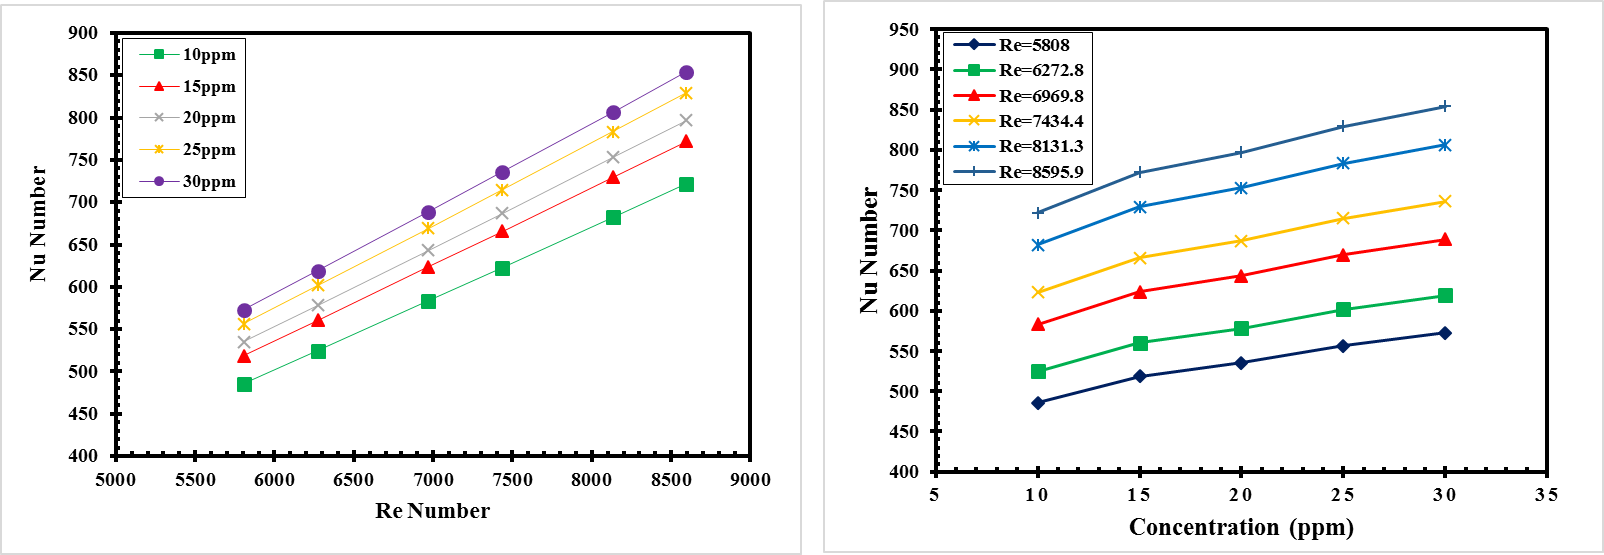 900
850
800
750
700
650
600
550
500
450
400
Nu Number
10ppm
15ppm
20ppm
25ppm
30ppm
5000 5500 6000 6500 7000 7500 8000 8500 9000
Re Number
950
900
850
800
750
700
650
600
550
500
450
400
Nu Number
Re=5808
Re=6272.8
Re=6969.8
Re=7434.4
Re=8131.3
Re=8595.9
5 10 15 20 25 30 35
Concentration (ppm)